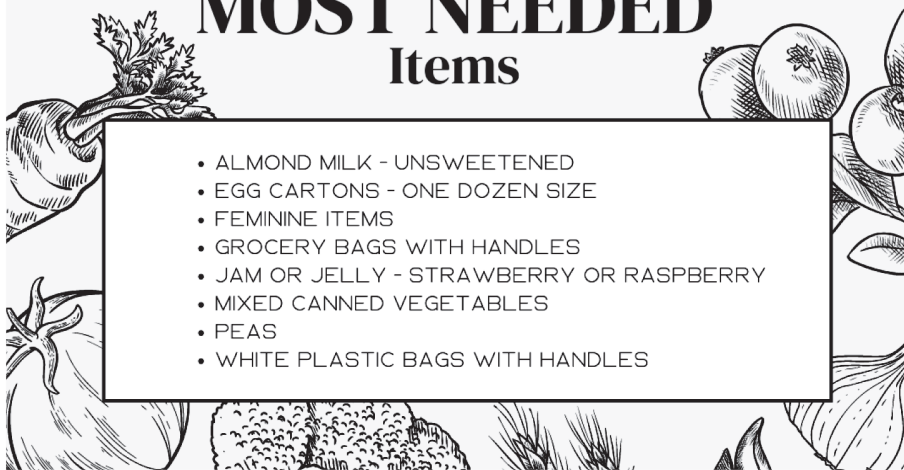 MOST NEEDED
Items
• ALMOND MILK - UNSWEETENED
• EGG CARTONS - ONE DOZEN SIZE
• FEMININE ITEMS
• GROCERY BAGS WITH HANDLES
• JAM OR JELLY - STRAWBERRY OR RASPBERRY
• MIXED CANNED VEGETABLES
• PEAS
• WHITE PLASTIC BAGS WITH HANDLES